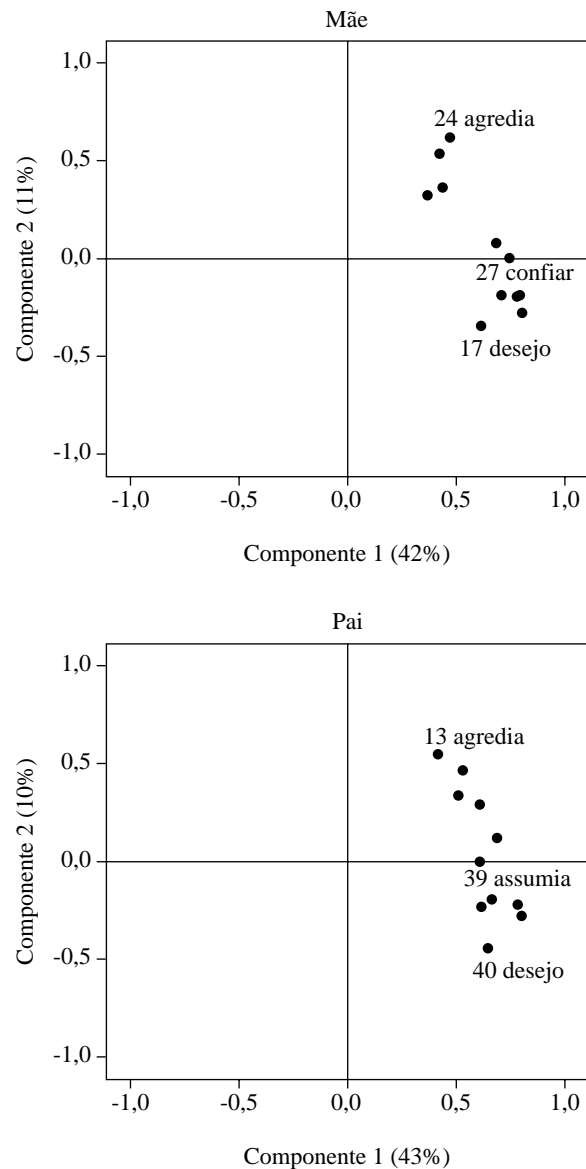 Mãe
1,0
24 agredia
0,5
Componente 2 (11%)
0,0
27 confiar
-0,5
17 desejo
-1,0
-1,0 -0,5 0,0 0,5 1,0
Componente 1 (42%)
Pai
1,0
13 agredia
0,5
Componente 2 (10%)
0,0
39 assumia
-0,5
40 desejo
-1,0
-1,0 -0,5 0,0 0,5 1,0
Componente 1 (43%)